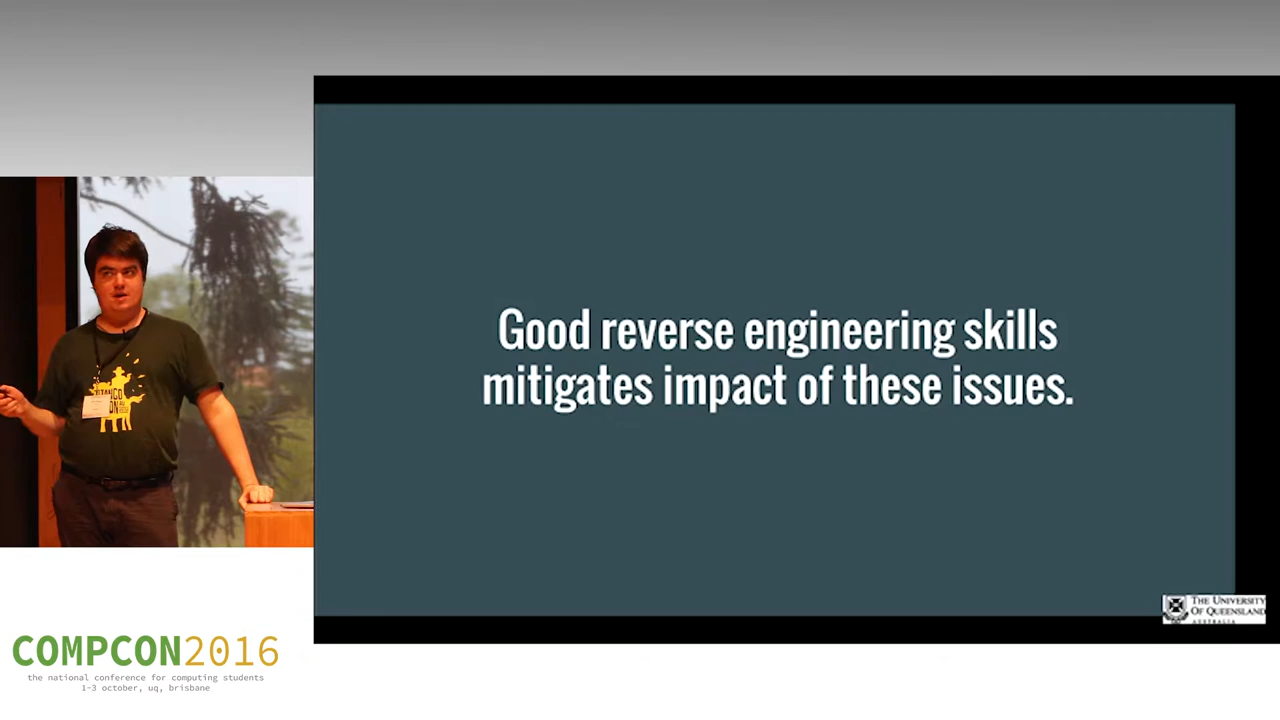 Good reverse engineering skills
mitigates impact of these issues.
THE UNIVERSITY
OF QUEENSLAND
AUSTRALIA
COMPCON2016
the national conference for computing students
1-3 october, uq, brisbane